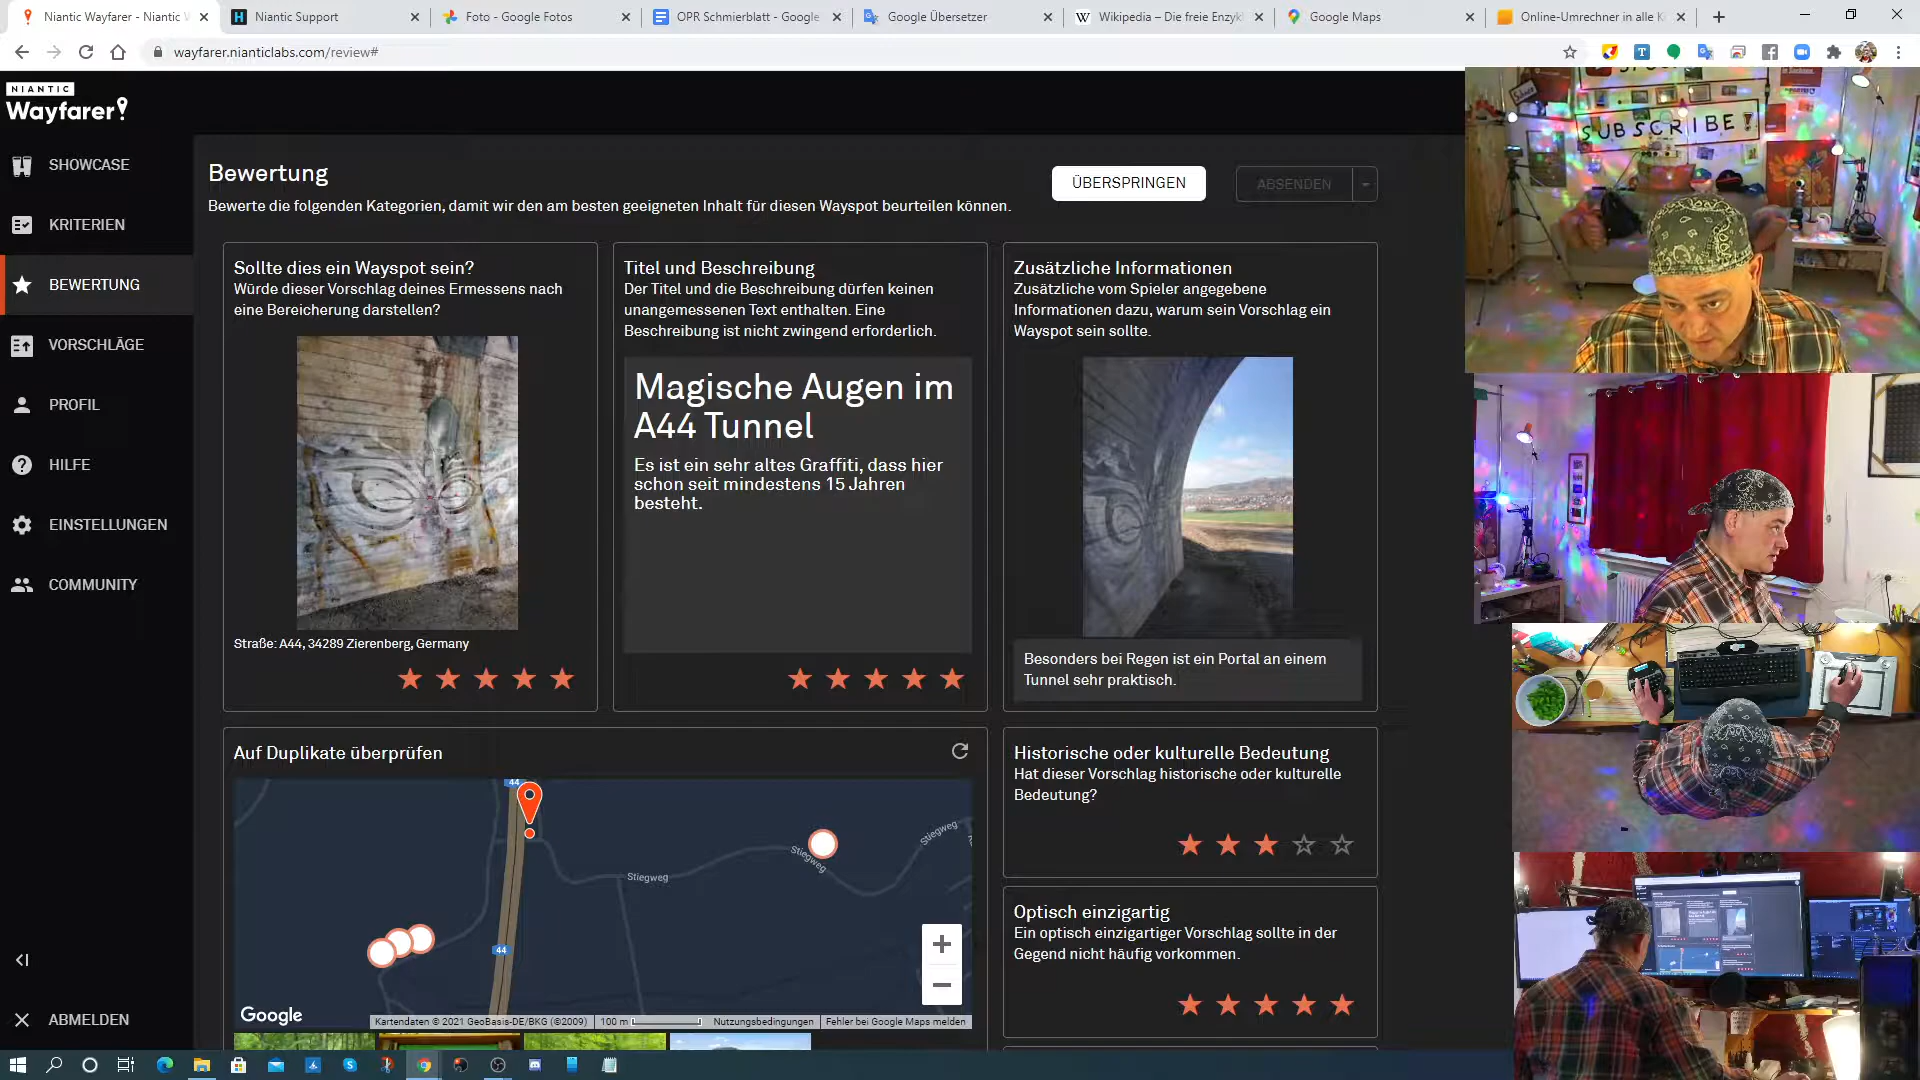 Niantic Wayfarer - Niantic W
Niantic Support
Foto - Google Fotos
OPR Schmierblatt - Google
Google Übersetzer
Wikipedia – Die freie Enzykl
Google Maps
Online-Umrechner in alle K
wayfarer.nianticlabs.com/review#
NIANTIC
Wayfarer
SHOWCASE
KRITERIEN
BEWERTUNG
VORSCHLÄGE
PROFIL
HILFE
EINSTELLUNGEN
COMMUNITY
ABMELDEN
Bewertung
Bewerte die folgenden Kategorien, damit wir den am besten geeigneten Inhalt für diesen Wayspot beurteilen können.
ÜBERSPRINGEN
ABSENDEN
Sollte dies ein Wayspot sein?
Würde dieser Vorschlag deines Ermessens nach
eine Bereicherung darstellen?
Straße: A44, 34289 Zierenberg, Germany
Titel und Beschreibung
Der Titel und die Beschreibung dürfen keinen
unangemessenen Text enthalten. Eine
Beschreibung ist nicht zwingend erforderlich.
Magische Augen im
A44 Tunnel
Es ist ein sehr altes Graffiti, dass hier
schon seit mindestens 15 Jahren
besteht.
Zusätzliche Informationen
Zusätzliche vom Spieler angegebene
Informationen dazu, warum sein Vorschlag ein
Wayspot sein sollte.
Besonders bei Regen ist ein Portal an einem
Tunnel sehr praktisch.
Auf Duplikate überprüfen
44
Stiegweg
Stiegweg
Stiegweg
44
Google
Kartendaten © 2021 GeoBasis-DE/BKG (©2009)
100 m
Nutzungsbedingungen
Fehler bei Google Maps melden
Historische oder kulturelle Bedeutung
Hat dieser Vorschlag historische oder kulturelle
Bedeutung?
Optisch einzigartig
Ein optisch einzigartiger Vorschlag sollte in der
Gegend nicht häufig vorkommen.
SUBSCRIBE!